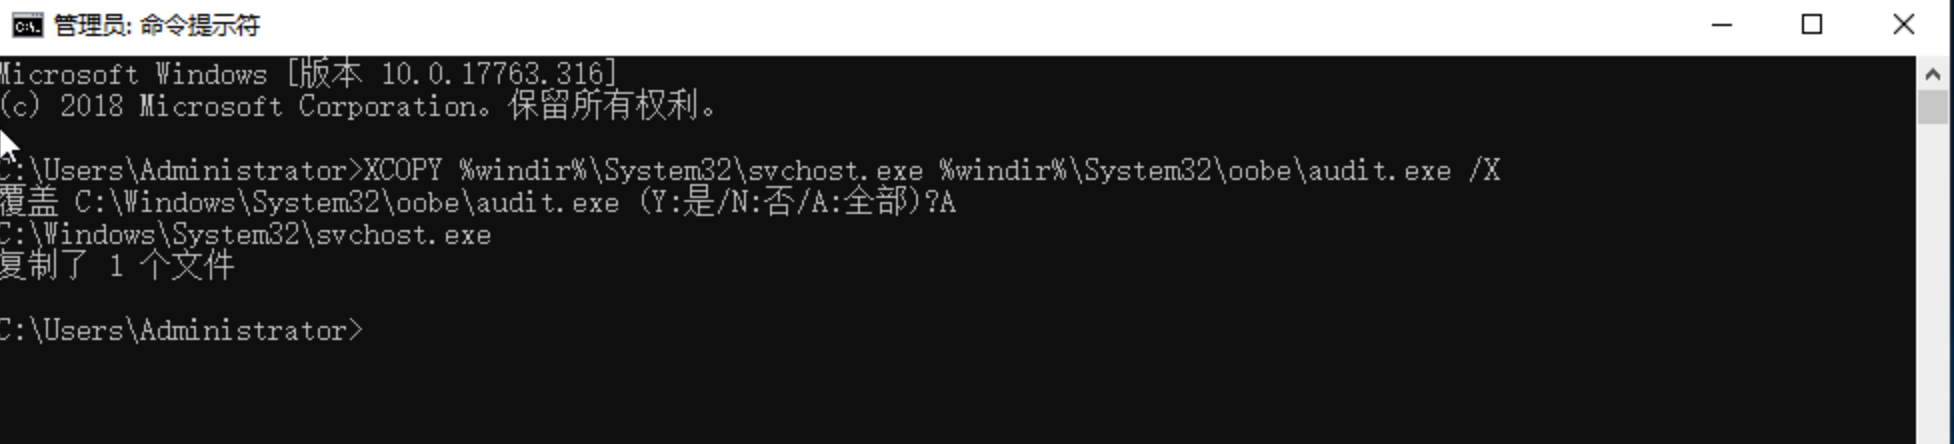 管理员: 命令提示符
Microsoft Windows [版本 10.0.17763.316]
(c) 2018 Microsoft Corporation。保留所有权利。
C:\Users\Administrator>XCOPY %windir%\System32\svchost.exe %windir%\System32\oobe\audit.exe /X
覆盖 C:\Windows\System32\oobe\audit.exe (Y:是/N:否/A:全部)?A
C:\Windows\System32\svchost.exe
复制了 1 个文件
C:\Users\Administrator>